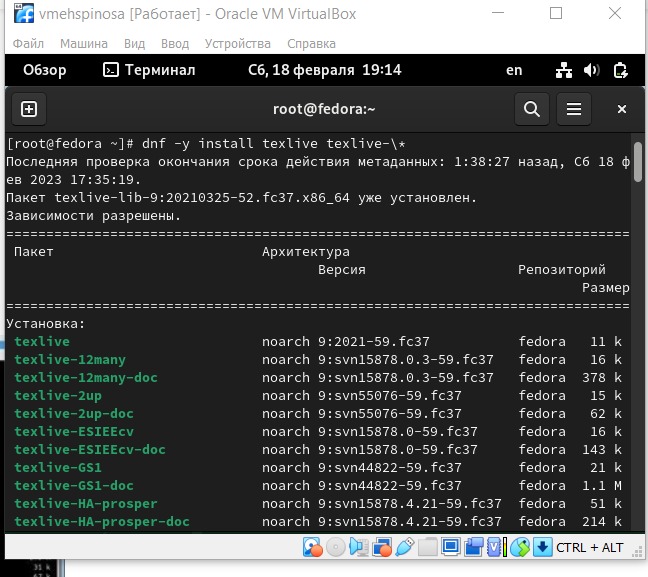 vmehspinosa [Работает] - Oracle VM VirtualBox
Файл Машина Вид Ввод Устройства Справка
Обзор Терминал Сб, 18 февраля 19:14 en
root@fedora:~
[root@fedora ~]# dnf -y install texlive texlive-\*
Последняя проверка окончания срока действия метаданных: 1:38:27 назад, Сб 18 ф
ев 2023 17:35:19.
Пакет texlive-lib-9:20210325-52.fc37.x86_64 уже установлен.
Зависимости разрешены.
================================================================================
Пакет Архитектура
Версия Репозиторий
Размер
================================================================================
Установка:
texlive noarch 9:2021-59.fc37 fedora 11 k
texlive-12many noarch 9:svn15878.0.3-59.fc37 fedora 16 k
texlive-12many-doc noarch 9:svn15878.0.3-59.fc37 fedora 378 k
texlive-2up noarch 9:svn55076-59.fc37 fedora 15 k
texlive-2up-doc noarch 9:svn55076-59.fc37 fedora 62 k
texlive-ESIEEcv noarch 9:svn15878.0-59.fc37 fedora 16 k
texlive-ESIEEcv-doc noarch 9:svn15878.0-59.fc37 fedora 143 k
texlive-GS1 noarch 9:svn44822-59.fc37 fedora 21 k
texlive-GS1-doc noarch 9:svn44822-59.fc37 fedora 1.1 M
texlive-HA-prosper noarch 9:svn15878.4.21-59.fc37 fedora 51 k
texlive-HA-prosper-doc noarch 9:svn15878.4.21-59.fc37 fedora 214 k
CTRL + ALT
31 k